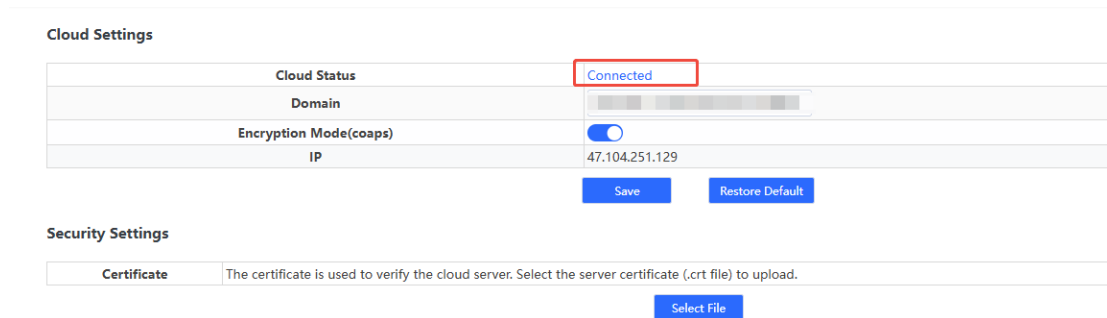 Cloud Settings
Cloud Status Connected
Domain
Encryption Mode(coaps)
IP 47.104.251.129
Save Restore Default
Security Settings
Certificate The certificate is used to verify the cloud server. Select the server certificate (.crt file) to upload.
Select File